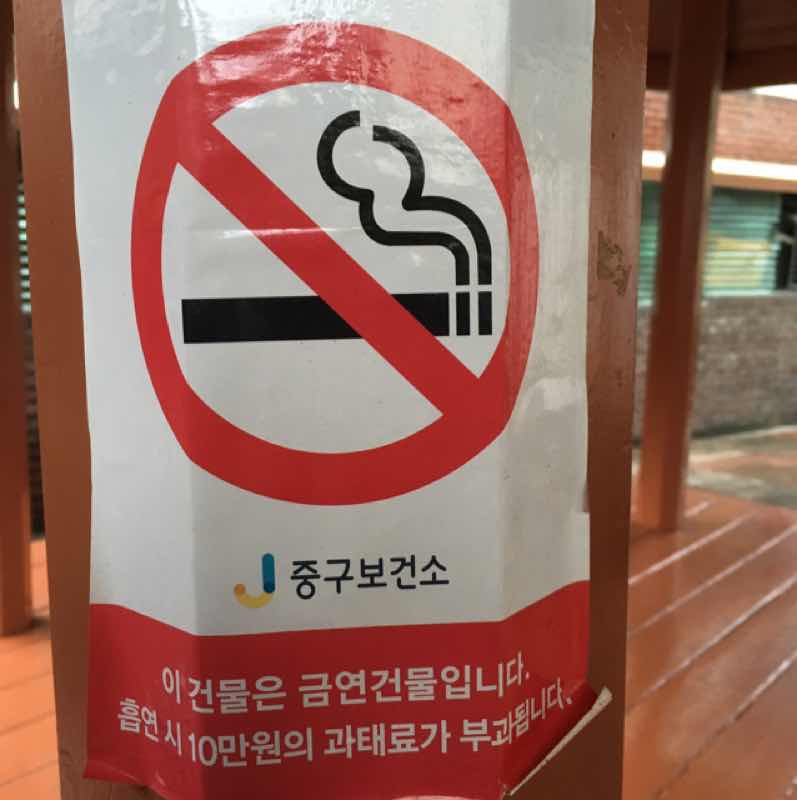 중구보건소
이 건물은 금연건물입니다.
흡연 시 10만원의 과태료가 부과됩니다.